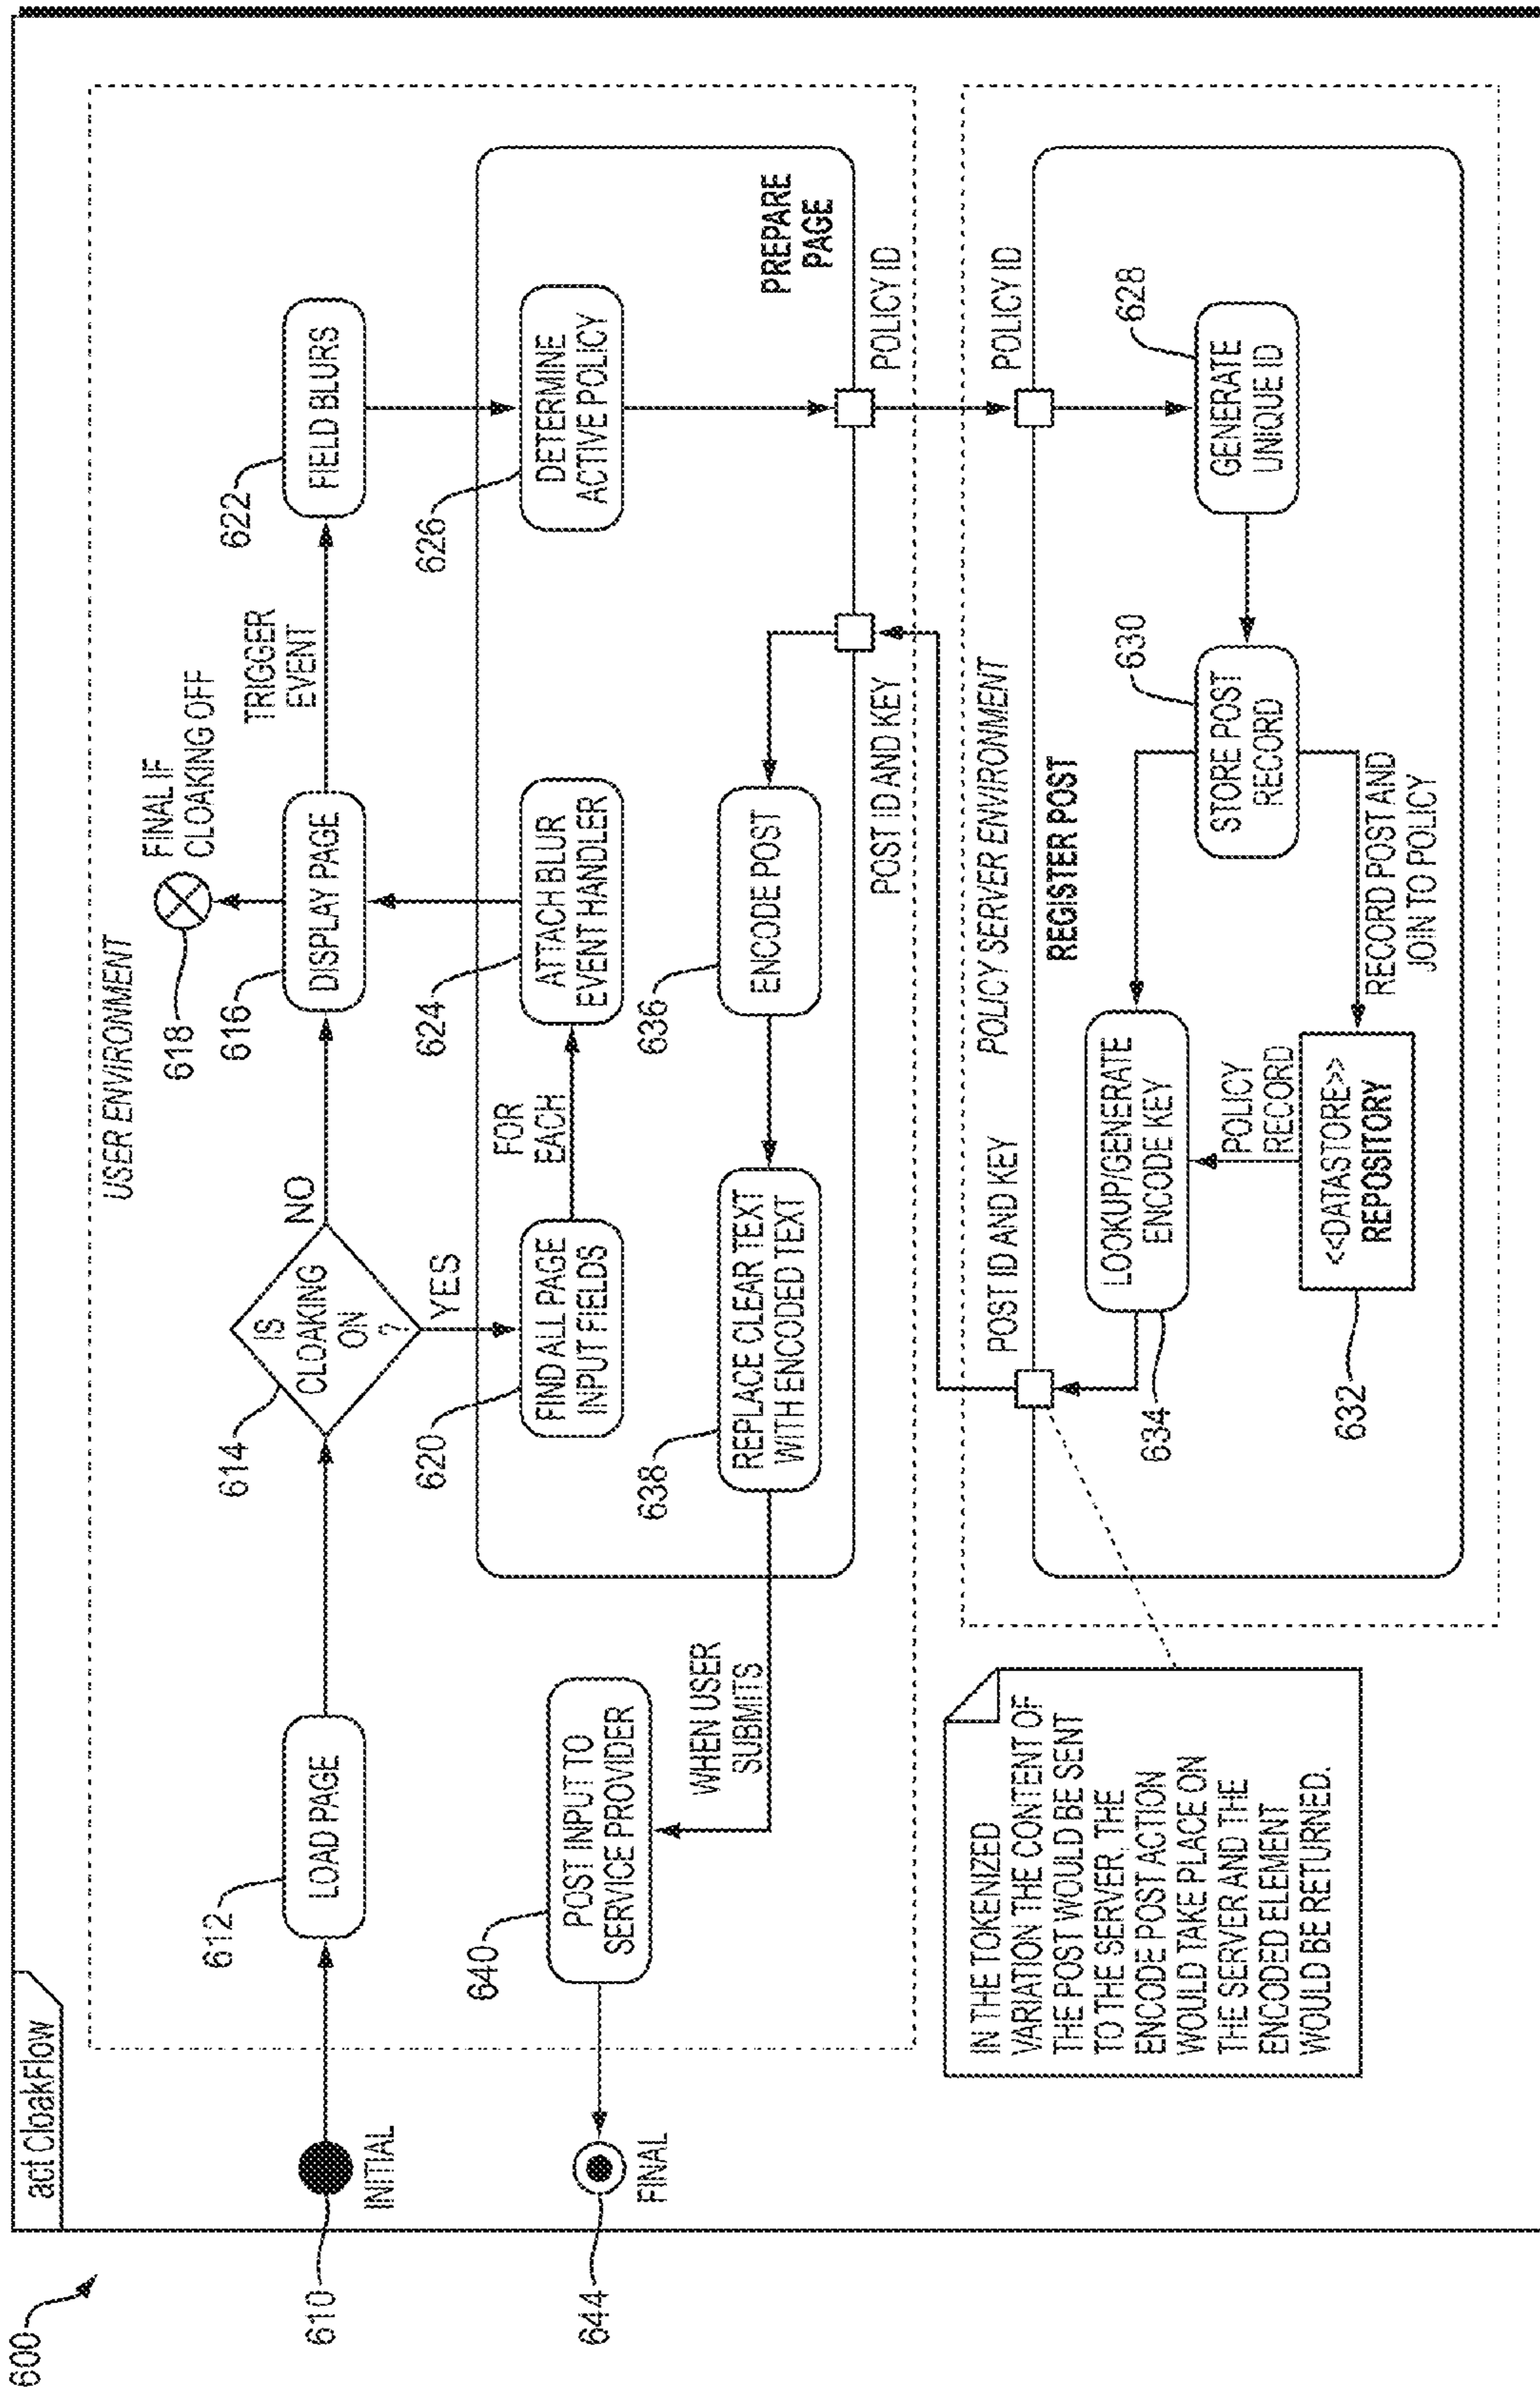 600
act CloakFlow
610
INITIAL
612
LOAD PAGE
614
IS
CLOAKING
ON
?
NO
YES
USER ENVIRONMENT
616
DISPLAY PAGE
618
FINAL IF
CLOAKING OFF
TRIGGER
EVENT
622
FIELD BLURS
620
FIND ALL PAGE
INPUT FIELDS
FOR
EACH
624
ATTACH BLUR
EVENT HANDLER
626
DETERMINE
ACTIVE POLICY
PREPARE
PAGE
POLICY ID
POLICY ID
628
GENERATE
UNIQUE ID
630
STORE POST
RECORD
RECORD POST AND
JOIN TO POLICY
632
<<DATASTORE>>
REPOSITORY
POLICY
RECORD
634
LOOKUP/GENERATE
ENCODE KEY
REGISTER POST
POLICY SERVER ENVIRONMENT
POST ID AND KEY
POST ID AND KEY
636
ENCODE POST
638
REPLACE CLEAR TEXT
WITH ENCODED TEXT
WHEN USER
SUBMITS
640
POST INPUT TO
SERVICE PROVIDER
644
FINAL
IN THE TOKENIZED
VARIATION THE CONTENT OF
THE POST WOULD BE SENT
TO THE SERVER, THE
ENCODE POST ACTION
WOULD TAKE PLACE ON
THE SERVER AND THE
ENCODED ELEMENT
WOULD BE RETURNED.